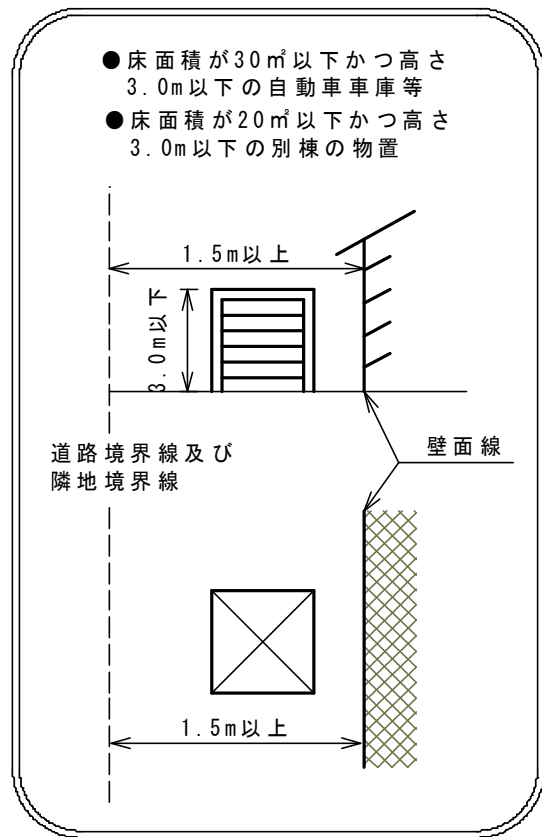 ●床面積が30㎡以下かつ高さ
3.0m以下の自動車車庫等
●床面積が20㎡以下かつ高さ
3.0m以下の別棟の物置
1.5m以上
3.0m以下
道路境界線及び
隣地境界線
壁面線
1.5m以上